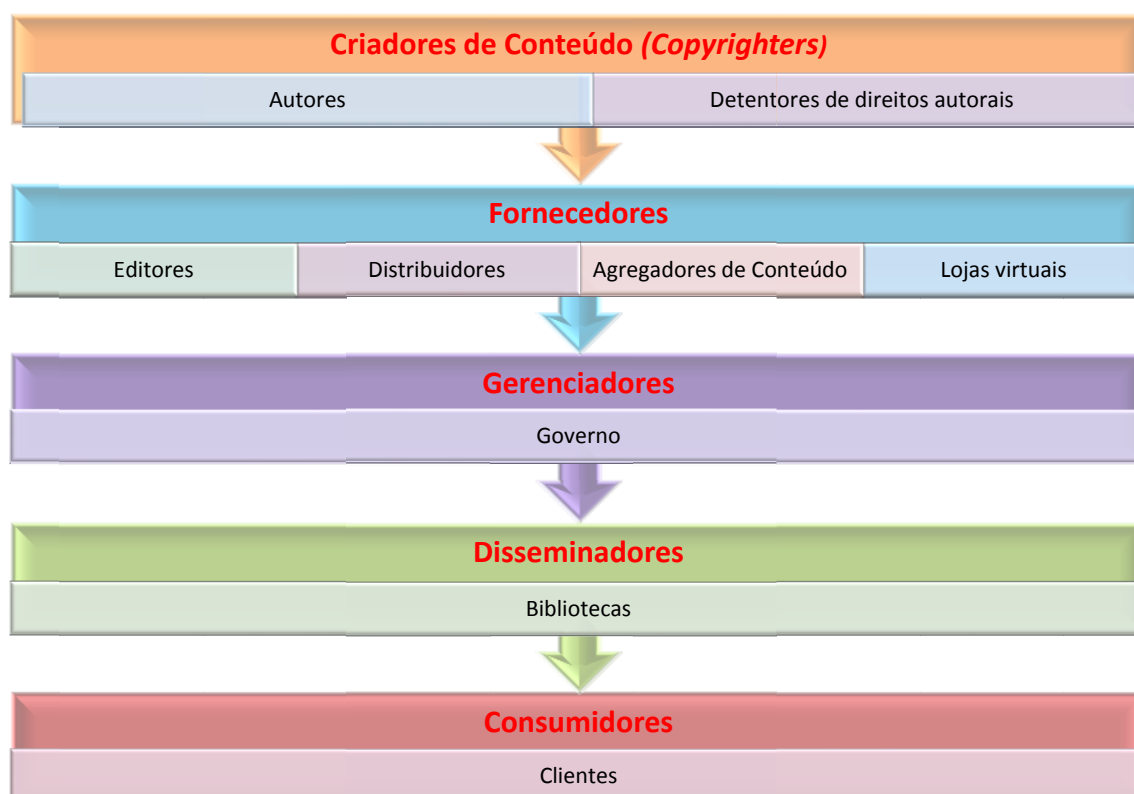 Criadores de Conteúdo (Copyrighters)
Autores
Detentores de direitos autorais
Fornecedores
Editores
Distribuidores
Agregadores de Conteúdo
Lojas virtuais
Gerenciadores
Governo
Disseminadores
Bibliotecas
Consumidores
Clientes